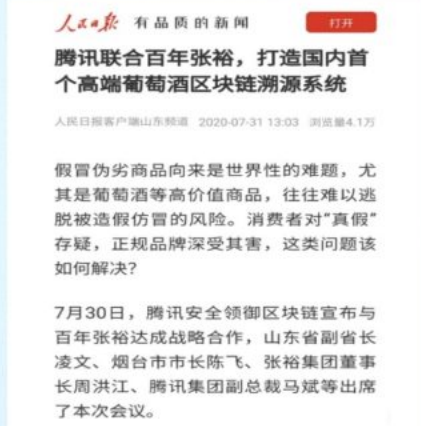 人民日报 有品质的新闻 打开
腾讯联合百年张裕，打造国内首
个高端葡萄酒区块链溯源系统
人民日报客户端山东频道 2020-07-31 13:03 浏览量4.1万
假冒伪劣商品向来是世界性的难题，尤
其是葡萄酒等高价值商品，往往难以逃
脱被造假仿冒的风险。消费者对“真假”
存疑，正规品牌深受其害，这类问题该
如何解决？
7月30日，腾讯安全领御区块链宣布与
百年张裕达成战略合作，山东省副省长
凌文、烟台市市长陈飞、张裕集团董事
长周洪江、腾讯集团副总裁马斌等出席
了本次会议。